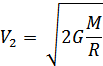 V₂ = √(2G M/R)